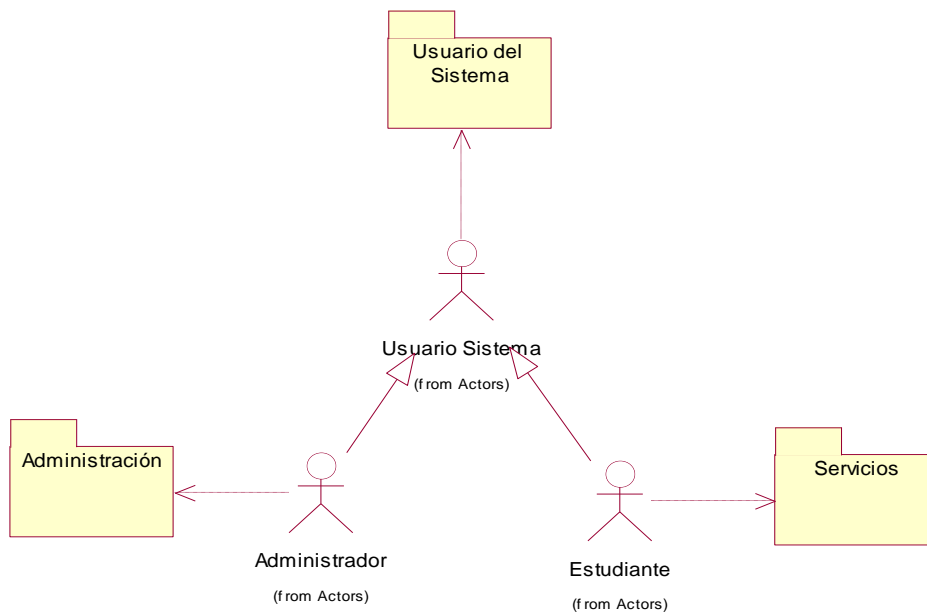 Usuario del
Sistema
Usuario Sistema
(from Actors)
Administración
Servicios
Administrador
(from Actors)
Estudiante
(from Actors)